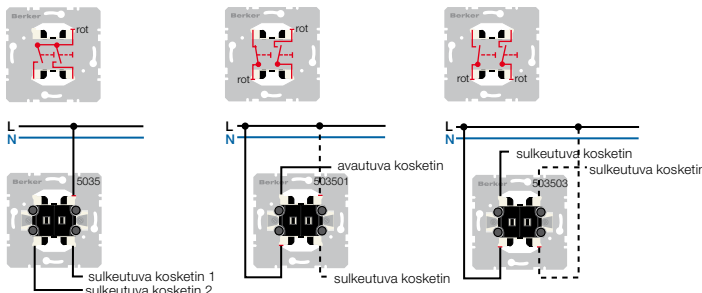 Berker
rot
Berker
rot
rot
Berker
rot
rot
L
N
5035
Berker
sulkeutuva kosketin 1
sulkeutuva kosketin 2
L
N
avautuva kosketin
Berker
503501
sulkeutuva kosketin
L
N
sulkeutuva kosketin
sulkeutuva kosketin
Berker
503503